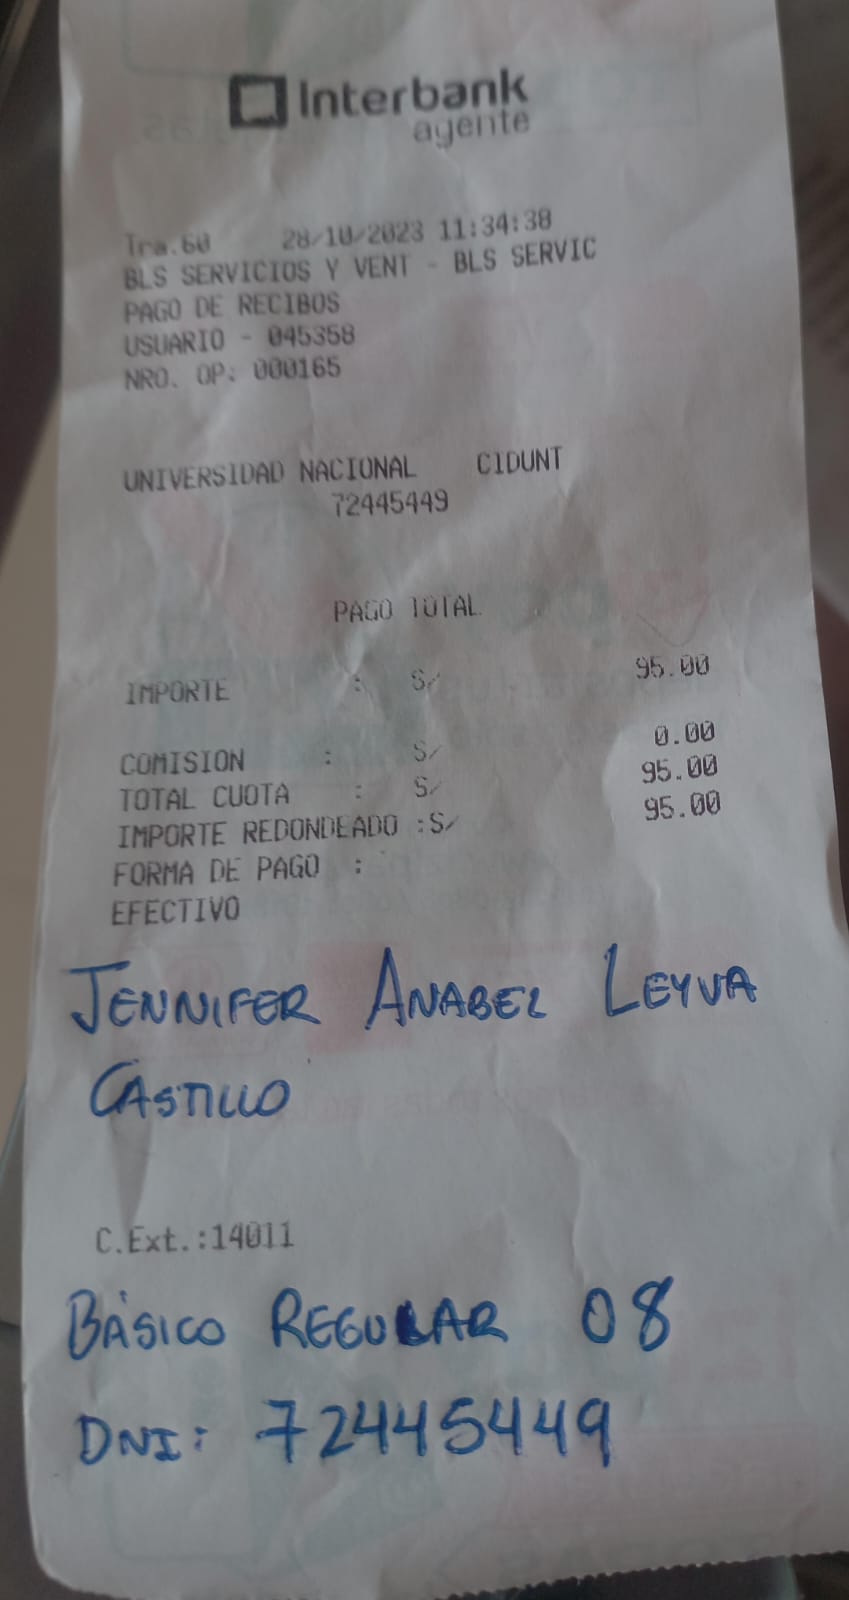 Interbank
agente
Tra.60 28/10/2023 11:34:38
BLS SERVICIOS Y VENT - BLS SERVIC
PAGO DE RECIBOS
USUARIO - 045358
NRO. OP: 000165
UNIVERSIDAD NACIONAL CIDUNT
72445449
PAGO TOTAL
IMPORTE : S/ 95.00
COMISION : S/ 0.00
TOTAL CUOTA : S/ 95.00
IMPORTE REDONDEADO :S/ 95.00
FORMA DE PAGO :
EFECTIVO
JENNIFER ANABEL LEYVA
CASTILLO
C.Ext.:14011
BÁSICO REGULAR 08
DNI: 72445449